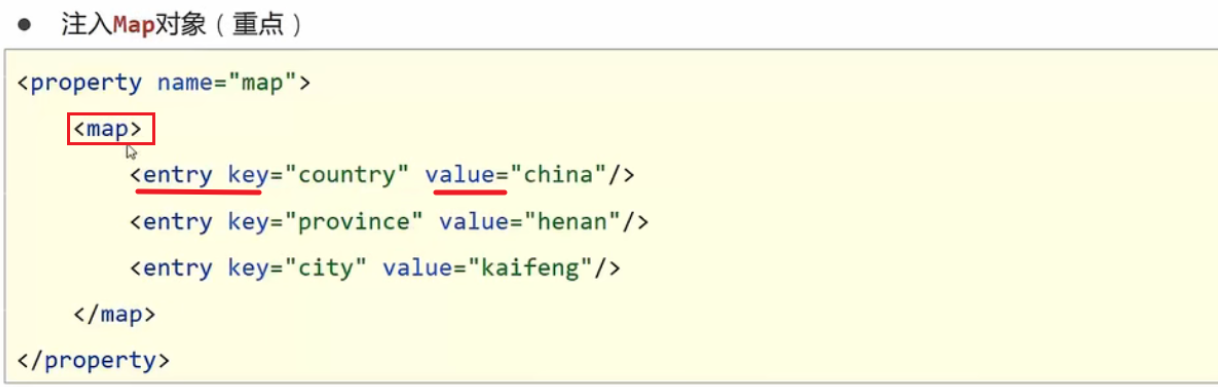 ● 注入Map对象（重点）
<property name="map">
<map>
<entry key="country" value="china"/>
<entry key="province" value="henan"/>
<entry key="city" value="kaifeng"/>
</map>
</property>